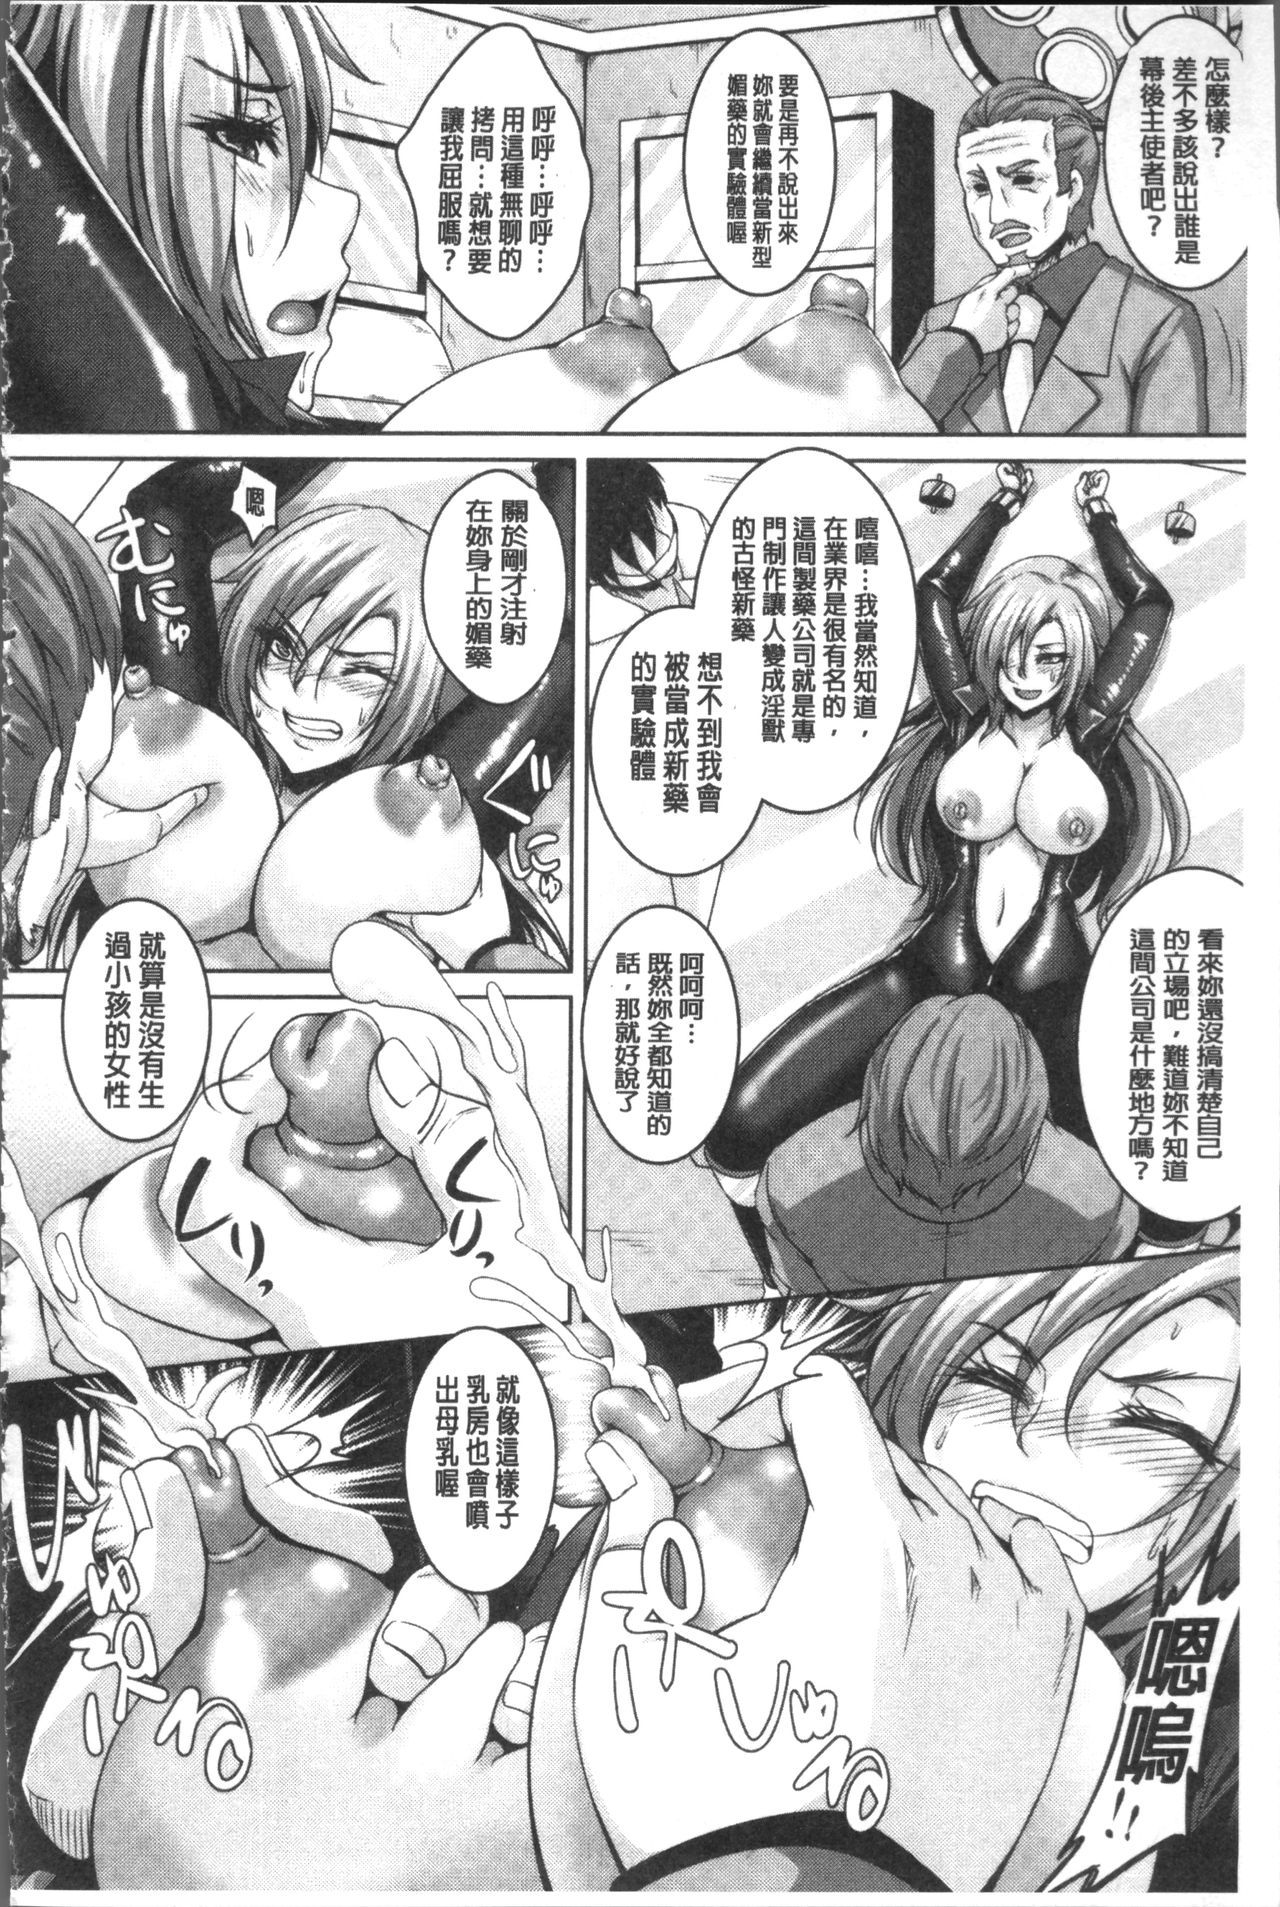 怎麼樣？
差不多該說出誰是
幕後主使者吧？
要是再不說出來
妳就會繼續當新型
媚藥的實驗體喔
呼呼…呼呼…
用這種無聊的
拷問…就想要
讓我屈服嗎？
看來妳還沒搞清楚自己
的立場吧，難道妳不知道
這間公司是什麼地方嗎？
嘻嘻…我當然知道，
在業界是很有名的，
這間製藥公司就是專
門制作讓人變成淫獸
的古怪新藥
想不到我會
被當成新藥
的實驗體
呵呵呵…
既然妳全都知道的
話，那就好說了
關於剛才注射
在妳身上的媚藥
嗯
むにゅ
ぐにゅ
就算是沒有生
過小孩的女性
くりっ
くりっ
就像這樣子
乳房也會噴
出母乳喔
嗯嗚!!